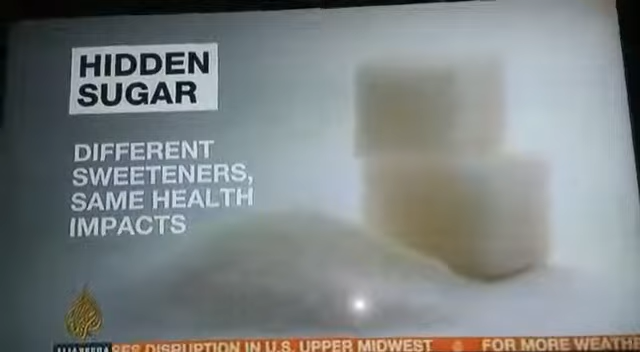 HIDDEN
SUGAR
DIFFERENT
SWEETENERS,
SAME HEALTH
IMPACTS
DISRUPTION IN U.S. UPPER MIDWEST
FOR MORE